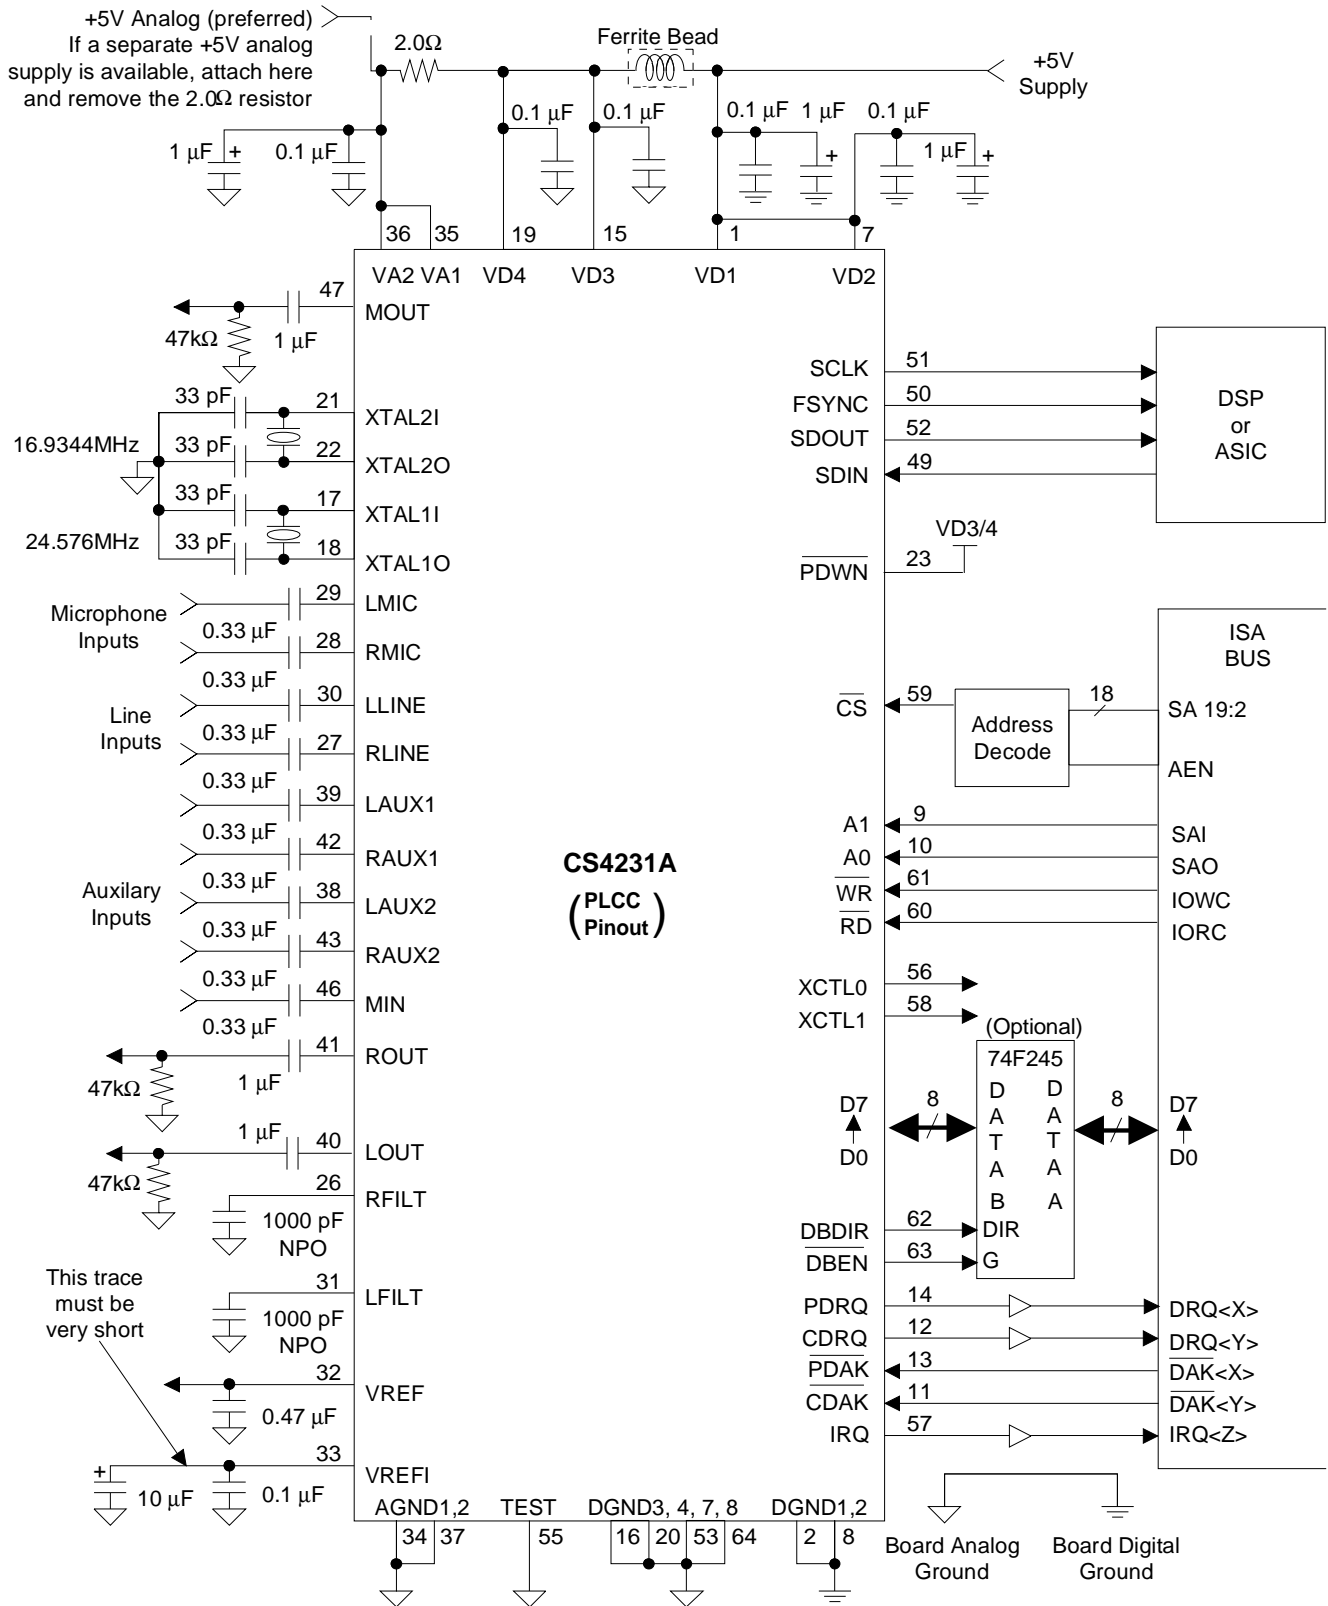 +5V Analog (preferred)
If a separate +5V analog
supply is available, attach here
and remove the 2.0Ω resistor
2.0Ω
Ferrite Bead
+5V
Supply
1 µF
+
0.1 µF
0.1 µF
0.1 µF
0.1 µF
1 µF
+
0.1 µF
1 µF
+
36
35
19
15
1
7
VA2 VA1
VD4
VD3
VD1
VD2
47
MOUT
47kΩ
1 µF
33 pF
21
XTAL2I
16.9344MHz
33 pF
22
XTAL2O
33 pF
17
XTAL1I
24.576MHz
33 pF
18
XTAL1O
Microphone
Inputs
29
LMIC
0.33 µF
28
RMIC
0.33 µF
Line
Inputs
30
LLINE
0.33 µF
27
RLINE
0.33 µF
39
LAUX1
0.33 µF
42
RAUX1
0.33 µF
Auxilary
Inputs
38
LAUX2
0.33 µF
43
RAUX2
0.33 µF
46
MIN
0.33 µF
41
ROUT
47kΩ
1 µF
1 µF
40
LOUT
47kΩ
26
RFILT
1000 pF
NPO
This trace
must be
very short
31
LFILT
1000 pF
NPO
32
VREF
0.47 µF
33
VREFI
+
10 µF
0.1 µF
CS4231A
( PLCC
Pinout )
SCLK
51
FSYNC
50
SDOUT
52
SDIN
49
DSP
or
ASIC
VD3/4
PDWN
23
ISA
BUS
CS
59
Address
Decode
18
SA 19:2
AEN
A1
9
SAI
A0
10
SAO
WR
61
IOWC
RD
60
IORC
XCTL0
56
XCTL1
58
(Optional)
74F245
D
A
T
A
B
D
A
T
A
A
D7
D0
8
8
D7
D0
DBDIR
62
DIR
DBEN
63
G
PDRQ
14
DRQ<X>
CDRQ
12
DRQ<Y>
PDAK
13
DAK<X>
CDAK
11
DAK<Y>
IRQ
57
IRQ<Z>
AGND1,2
TEST
DGND3, 4, 7, 8
DGND1,2
34
37
55
16
20
53
64
2
8
Board Analog
Ground
Board Digital
Ground